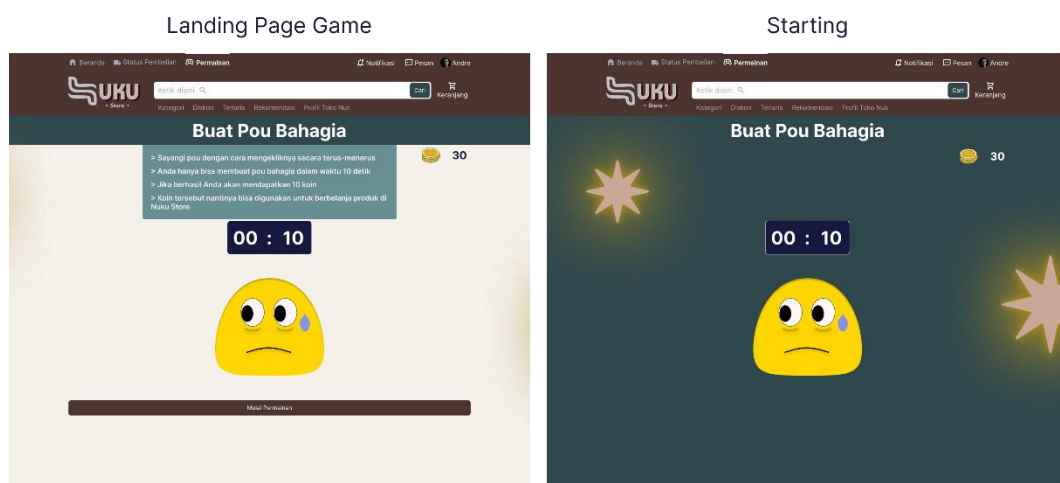 Landing Page Game
Beranda Status Pembelian Permainan Notifikasi Pesan Andre
UKU
• Store •
Ketik disini
Cari
Keranjang
Kategori Diskon Terlaris Rekomendasi Profil Toko Nuk
Buat Pou Bahagia
> Sayangi pou dengan cara mengekliknya secara terus-menerus
> Anda hanya bisa membuat pou bahagia dalam waktu 10 detik
> Jika berhasil Anda akan mendapatkan 10 koin
> Koin tersebut nantinya bisa digunakan untuk berbelanja produk di
Nuku Store
30
00 : 10
Mulai Permainan
Starting
Beranda Status Pembelian Permainan Notifikasi Pesan Andre
UKU
• Store •
Ketik disini
Cari
Keranjang
Kategori Diskon Terlaris Rekomendasi Profil Toko Nuk
Buat Pou Bahagia
30
00 : 10